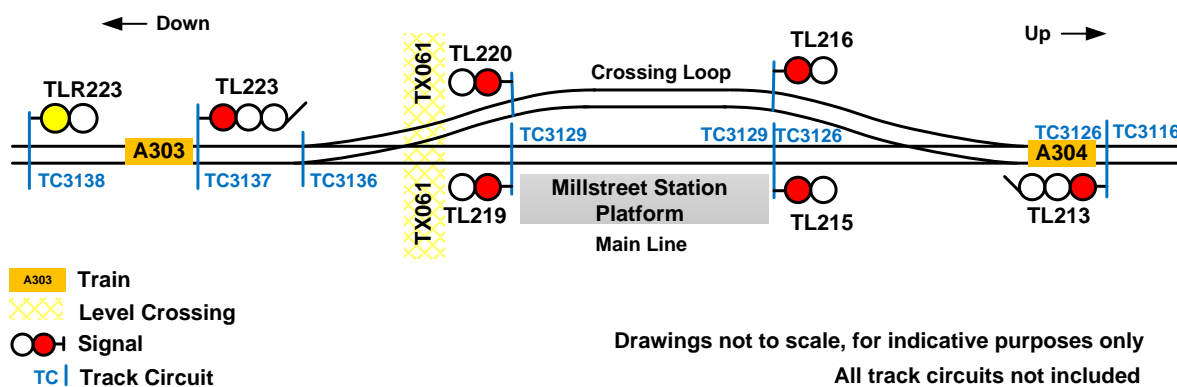 Down
Up
TLR223
TL223
TX061
TL220
Crossing Loop
TL216
A303
TC3129
TC3129
TC3126
TC3126
TC3116
A304
TC3138
TC3137
TC3136
TX061
TL219
Millstreet Station
Platform
Main Line
TL215
TL213
A303 Train
Level Crossing
Signal
TC Track Circuit
Drawings not to scale, for indicative purposes only
All track circuits not included